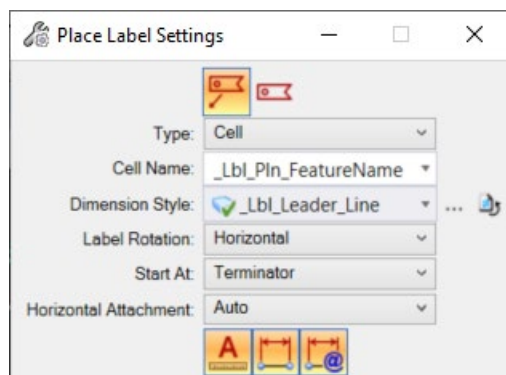 Place Label Settings
Type: Cell
Cell Name: _Lbl_Pln_FeatureName
Dimension Style: _Lbl_Leader_Line ...
Label Rotation: Horizontal
Start At: Terminator
Horizontal Attachment: Auto
A @